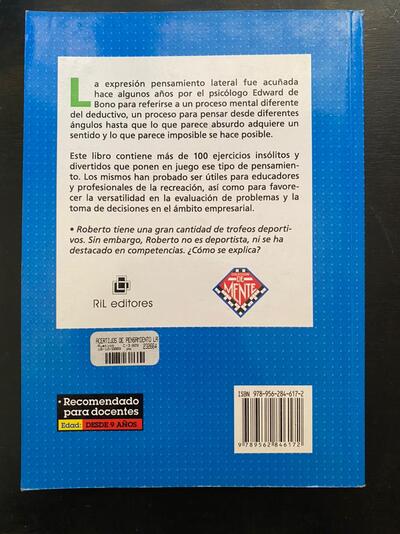 La expresión pensamiento lateral fue acuñada
hace algunos años por el psicólogo Edward de
Bono para referirse a un proceso mental diferente
del deductivo, un proceso para pensar desde diferentes
ángulos hasta que lo que parece absurdo adquiere un
sentido y lo que parece imposible se hace posible.
Este libro contiene más de 100 ejercicios insólitos y
divertidos que ponen en juego ese tipo de pensamien-
to. Los mismos han probado ser útiles para educadores
y profesionales de la recreación, así como para favore-
cer la versatilidad en la evaluación de problemas y la
toma de decisiones en el ámbito empresarial.
• Roberto tiene una gran cantidad de trofeos deporti-
vos. Sin embargo, Roberto no es deportista, ni se ha
destacado en competencias. ¿Cómo se explica?
RiL editores
DE
MENTE
ACERTIJOS DE PENSAMIENTO LA
232664
ISBN 978-956-284-617-2
9 789562 846172
• Recomendado
para docentes
Edad: DESDE 9 AÑOS